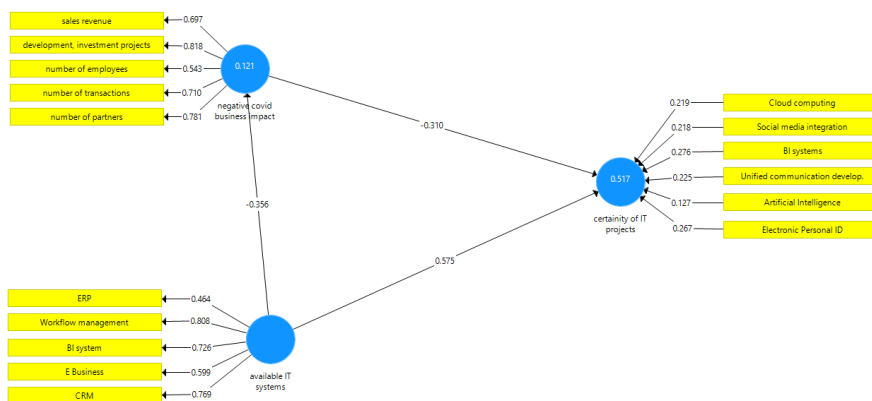 sales revenue
0.697
development, investment projects
0.818
number of employees
0.543
number of transactions
0.710
number of partners
0.781
0.121
negative covid
business impact
-0.310
-0.356
0.575
0.517
certainity of IT
projects
0.219
Cloud computing
0.218
Social media integration
0.276
BI systems
0.225
Unified communication develop.
0.127
Artificial Intelligence
0.267
Electronic Personal ID
ERP
0.464
Workflow management
0.808
BI system
0.726
E Business
0.599
CRM
0.769
available IT
systems